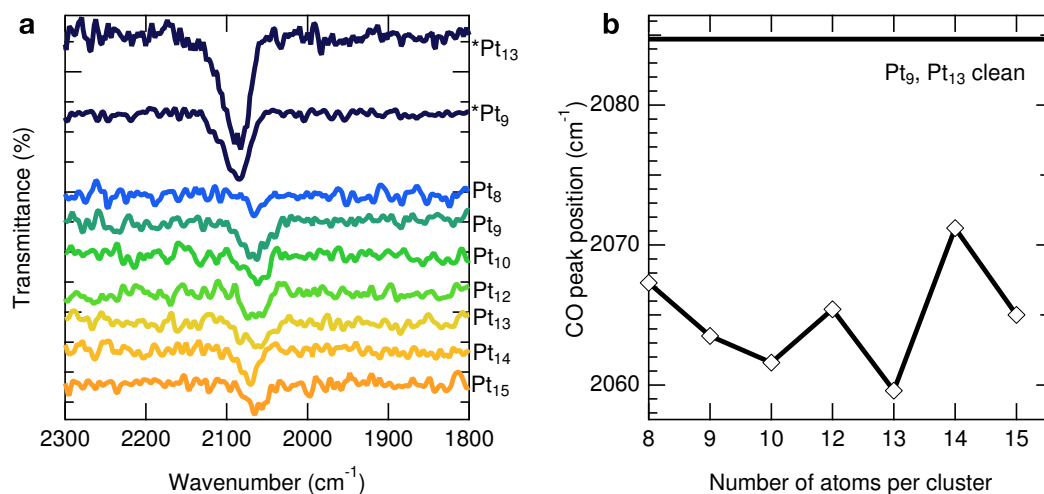 a
Transmittance (%)
*Pt13
*Pt9
Pt8
Pt9
Pt10
Pt12
Pt13
Pt14
Pt15
2300 2200 2100 2000 1900 1800
Wavenumber (cm-1)
b
CO peak position (cm-1)
Pt9, Pt13 clean
2080
2070
2060
8 9 10 12 13 14 15
Number of atoms per cluster